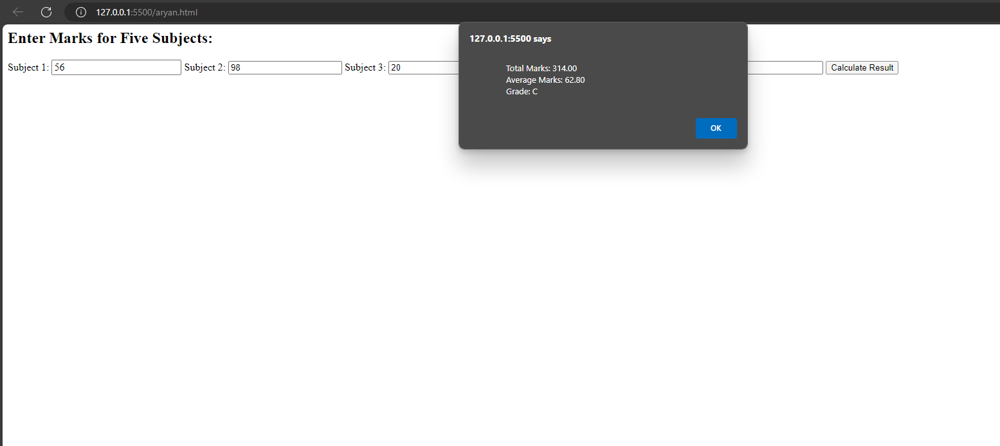 127.0.0.1:5500/aryan.html
Enter Marks for Five Subjects:
Subject 1: 56 Subject 2: 98 Subject 3: 20 Calculate Result
127.0.0.1:5500 says
Total Marks: 314.00
Average Marks: 62.80
Grade: C
OK